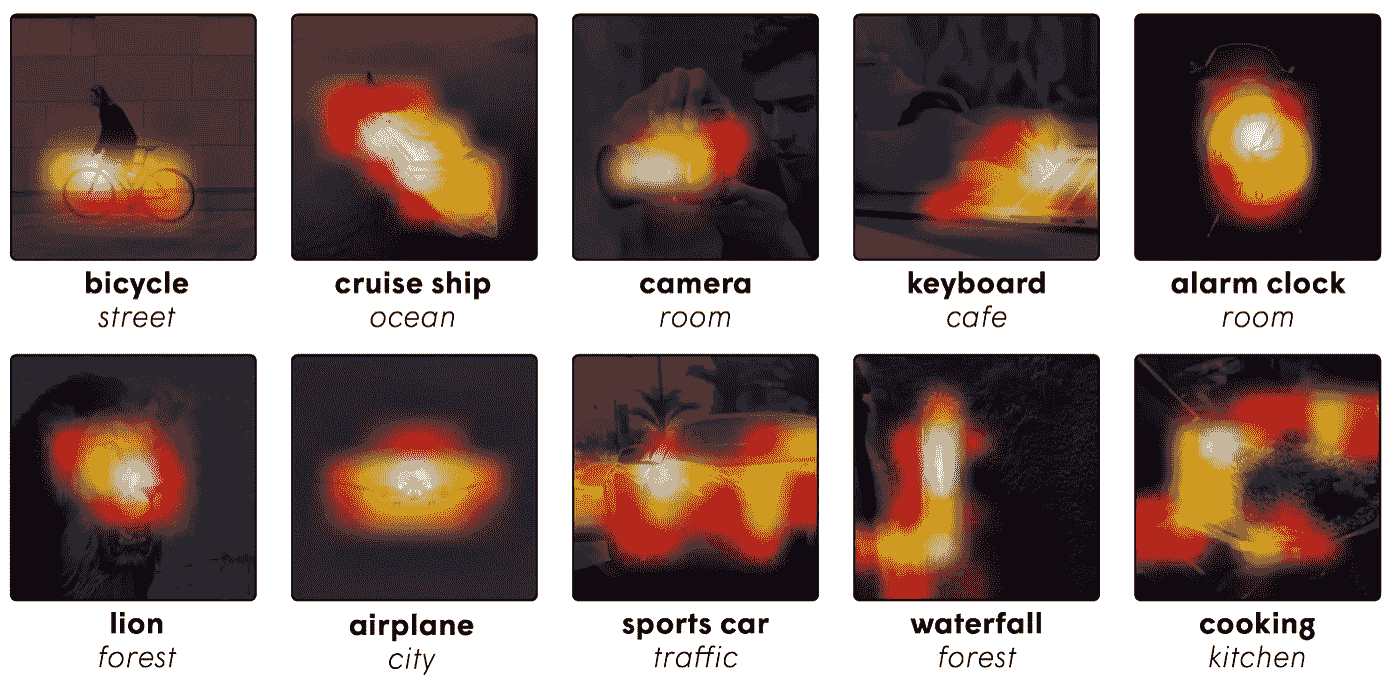 bicycle
street
cruise ship
ocean
camera
room
keyboard
cafe
alarm clock
room
lion
forest
airplane
city
sports car
traffic
waterfall
forest
cooking
kitchen